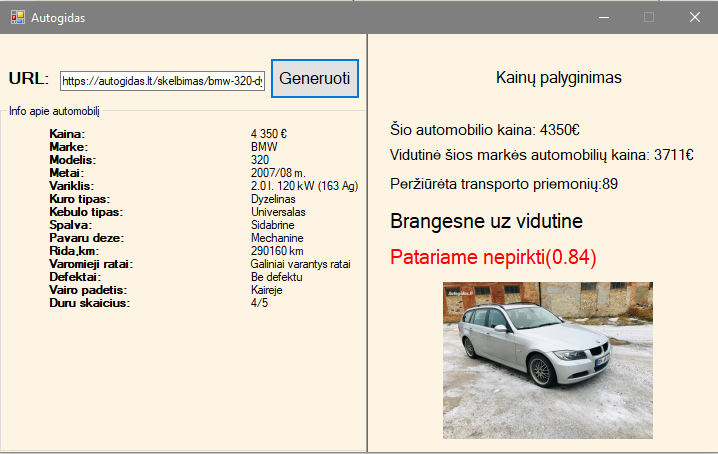 Autogidas
URL: https://autogidas.lt/skelbimas/bmw-320-dy Generuoti
Info apie automobilį
Kaina: 4 350 €
Marke: BMW
Modelis: 320
Metai: 2007/08 m.
Variklis: 2.0 l. 120 kW (163 Ag)
Kuro tipas: Dyzelinas
Kebulo tipas: Universalas
Spalva: Sidabrine
Pavaru deze: Mechanine
Rida,km: 290160 km
Varomieji ratai: Galiniai varantys ratai
Defektai: Be defektu
Vairo padetis: Kaireje
Duru skaicius: 4/5
Kainų palyginimas
Šio automobilio kaina: 4350€
Vidutinė šios markės automobilių kaina: 3711€
Peržiūrėta transporto priemonių:89
Brangesne uz vidutine
Patariame nepirkti(0.84)
Autogidas.lt